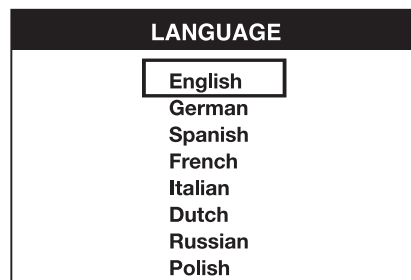 LANGUAGE
English
German
Spanish
French
Italian
Dutch
Russian
Polish